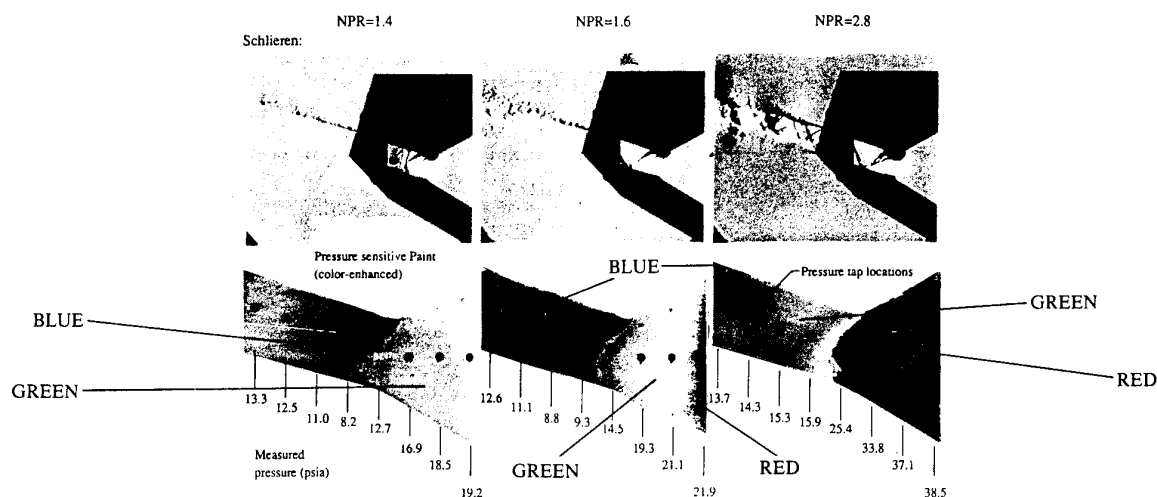 NPR=1.4 NPR=1.6 NPR=2.8
Schlieren:
Pressure sensitive Paint
(color-enhanced)
BLUE
Pressure tap locations
GREEN
BLUE
RED
GREEN
13.3 12.5 11.0 8.2 12.7 16.9 18.5 19.2
12.6 11.1 8.8 9.3 14.5 19.3 21.1 21.9
13.7 14.3 15.3 15.9 25.4 33.8 37.1 38.5
Measured
pressure (psia)
GREEN
RED